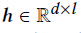 h ∈ ℝ^{d×l}